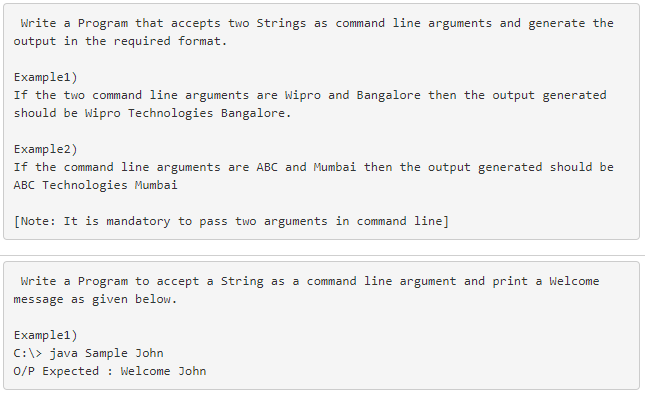 Write a Program that accepts two Strings as command line arguments and generate the
output in the required format.
Example1)
If the two command line arguments are Wipro and Bangalore then the output generated
should be Wipro Technologies Bangalore.
Example2)
If the command line arguments are ABC and Mumbai then the output generated should be
ABC Technologies Mumbai
[Note: It is mandatory to pass two arguments in command line]
Write a Program to accept a String as a command line argument and print a Welcome
message as given below.
Example1)
C:\> java Sample John
O/P Expected : Welcome John